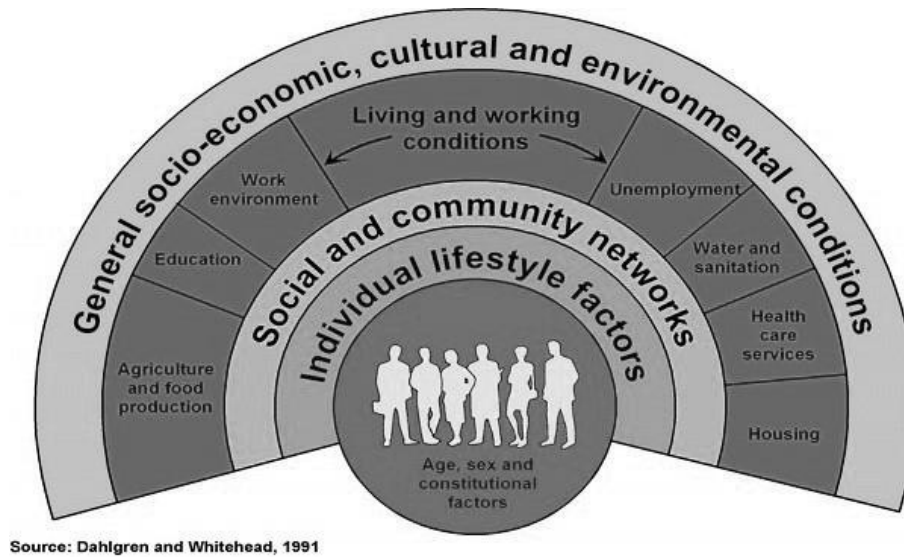 General socio-economic, cultural and environmental conditions
Living and working
conditions
Work
environment
Unemployment
Education
Water and
sanitation
Social and community networks
Individual lifestyle factors
Health
care
services
Agriculture
and food
production
Housing
Age, sex and
constitutional
factors
Source: Dahlgren and Whitehead, 1991